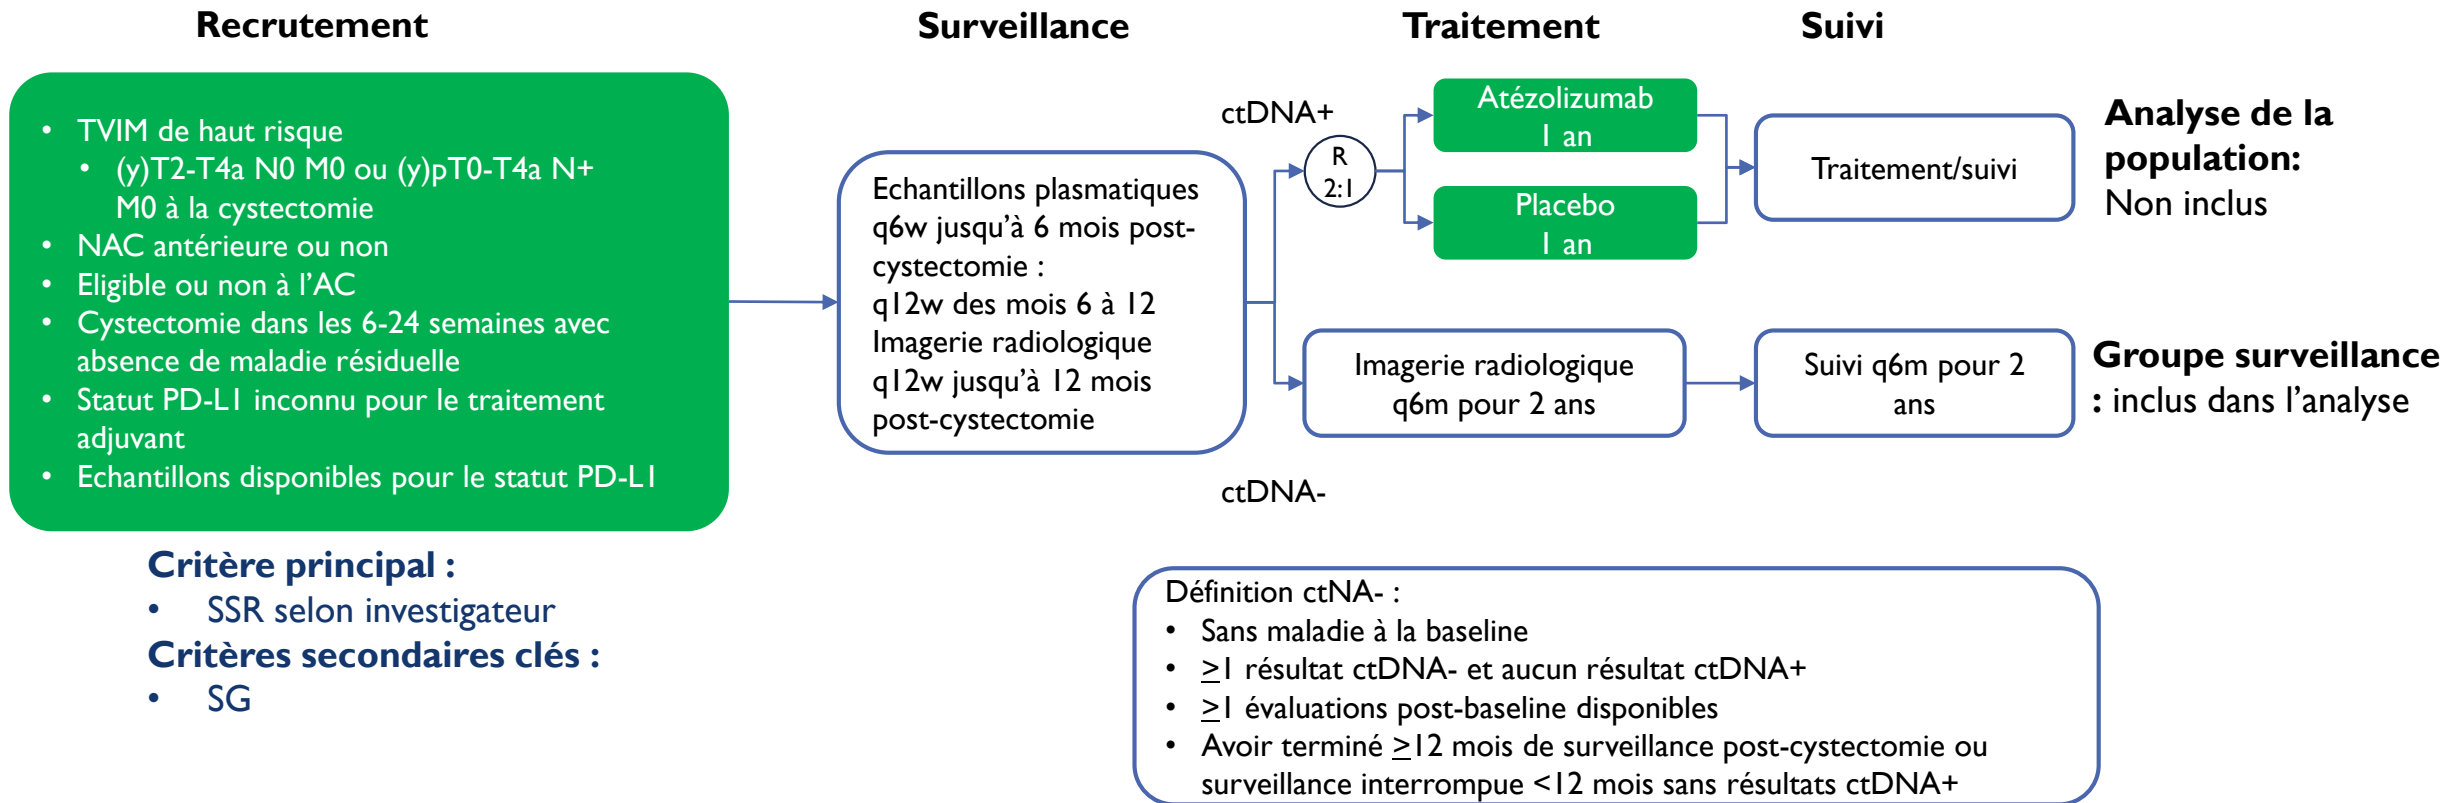 Recrutement
Surveillance
Traitement
Suivi
• TVIM de haut risque
• (y)T2-T4a N0 M0 ou (y)pT0-T4a N+
M0 à la cystectomie
• NAC antérieure ou non
• Eligible ou non à l’AC
• Cystectomie dans les 6-24 semaines avec
absence de maladie résiduelle
• Statut PD-L1 inconnu pour le traitement
adjuvant
• Echantillons disponibles pour le statut PD-L1
Echantillons plasmatiques
q6w jusqu’à 6 mois post-
cystectomie :
q12w des mois 6 à 12
Imagerie radiologique
q12w jusqu’à 12 mois
post-cystectomie
ctDNA+
R
2:1
Atézolizumab
1 an
Placebo
1 an
Traitement/suivi
Analyse de la
population:
Non inclus
Imagerie radiologique
q6m pour 2 ans
Suivi q6m pour 2
ans
Groupe surveillance
: inclus dans l’analyse
ctDNA-
Critère principal :
• SSR selon investigateur
Critères secondaires clés :
• SG
Définition ctNA- :
• Sans maladie à la baseline
• ≥1 résultat ctDNA- et aucun résultat ctDNA+
• ≥1 évaluations post-baseline disponibles
• Avoir terminé ≥12 mois de surveillance post-cystectomie ou
surveillance interrompue <12 mois sans résultats ctDNA+